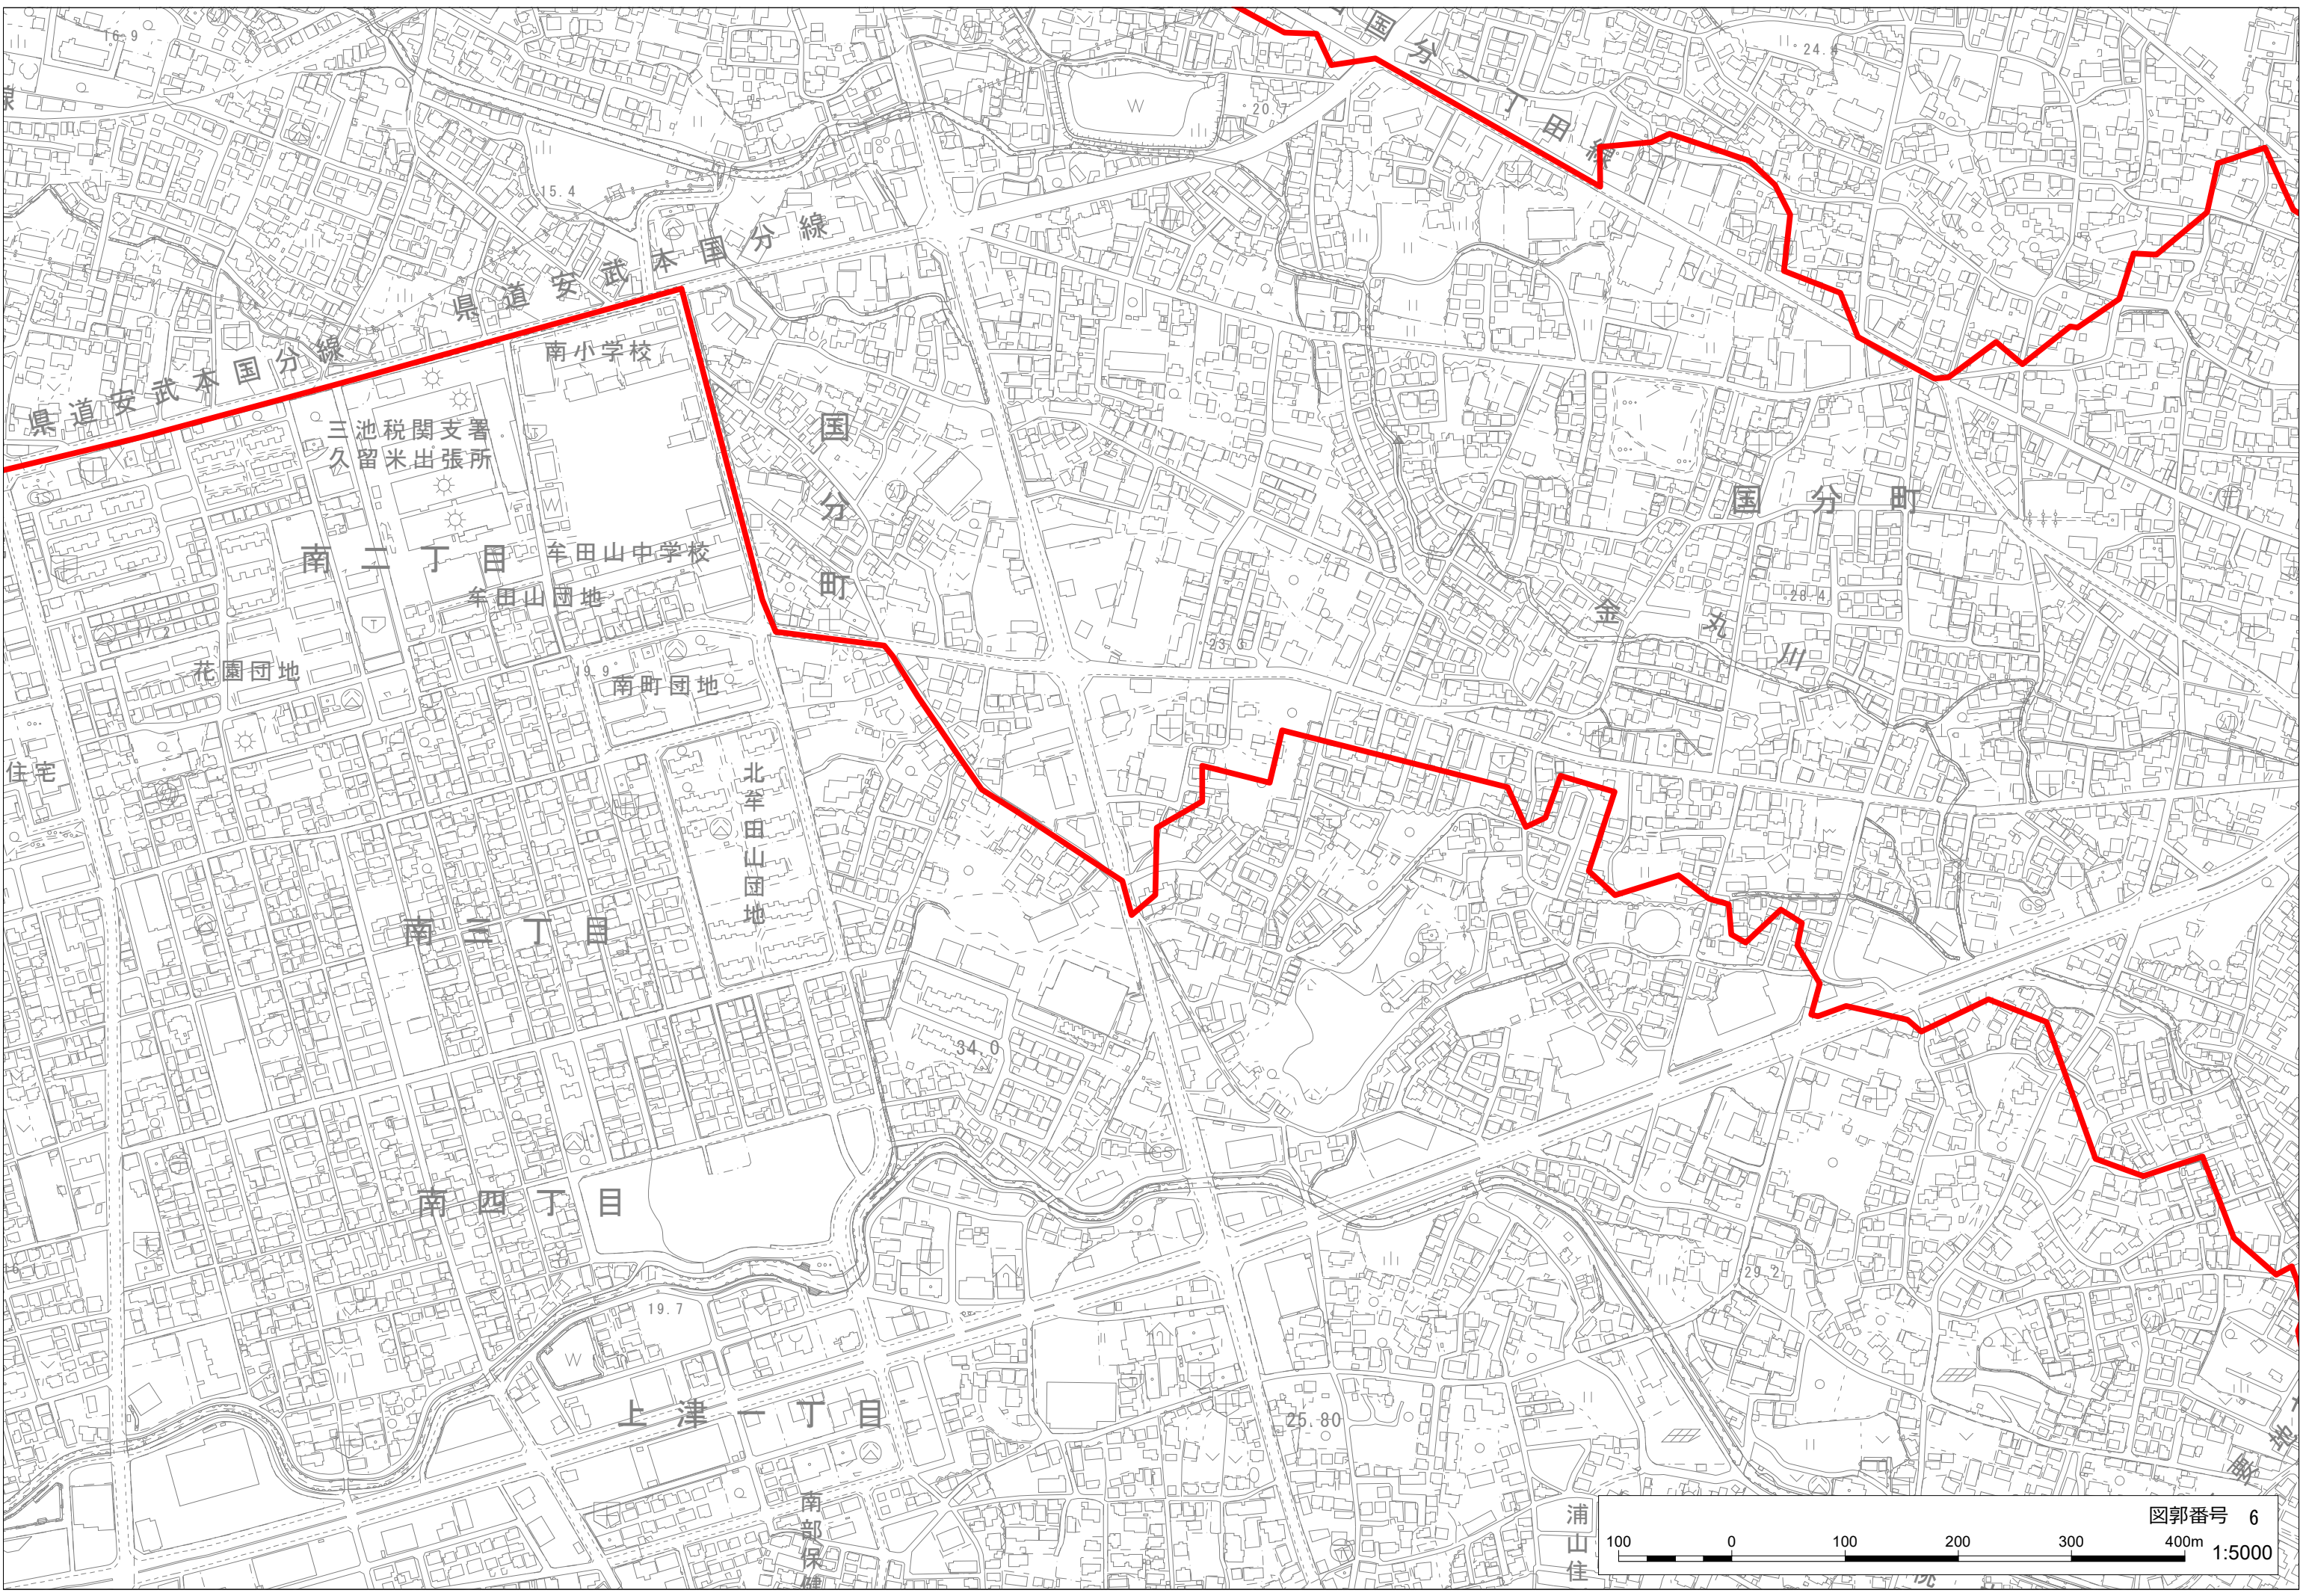 16.9
国分一丁田線
24.4
20.7
15.4
県道安武本国分線
県道安武本国分線
南小学校
三池税関支署
久留米出張所
国分町
国分町
南二丁目
牟田山中学校
牟田山団地
28.4
金丸川
17.2
花園団地
19.9
南町団地
23.3
住宅
北牟田山団地
南三丁目
34.0
南四丁目
29.2
19.7
上津一丁目
25.80
南部保健
浦山住
図郭番号 6
100 0 100 200 300 400m
1:5000